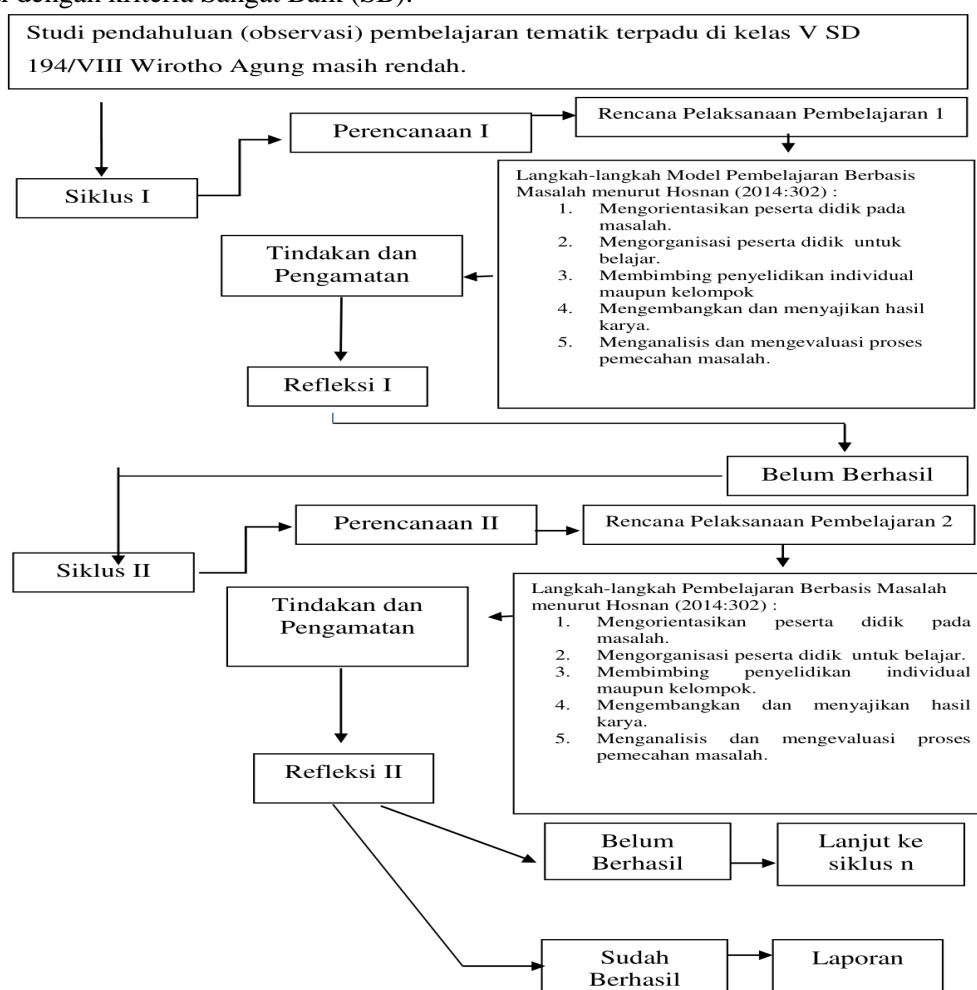 dengan kriteria Sangat Baik (SB).
Studi pendahuluan (observasi) pembelajaran tematik terpadu di kelas V SD
194/VIII Wirotho Agung masih rendah.
Perencanaan I
Rencana Pelaksanaan Pembelajaran 1
Siklus I
Langkah-langkah Model Pembelajaran Berbasis
Masalah menurut Hosnan (2014:302) :
1. Mengorientasikan peserta didik pada
masalah.
2. Mengorganisasi peserta didik untuk
belajar.
3. Membimbing penyelidikan individual
maupun kelompok
4. Mengembangkan dan menyajikan hasil
karya.
5. Menganalisis dan mengevaluasi proses
pemecahan masalah.
Tindakan dan
Pengamatan
Refleksi I
Belum Berhasil
Perencanaan II
Rencana Pelaksanaan Pembelajaran 2
Siklus II
Langkah-langkah Pembelajaran Berbasis Masalah
menurut Hosnan (2014:302) :
1. Mengorientasikan peserta didik pada
masalah.
2. Mengorganisasi peserta didik untuk belajar.
3. Membimbing penyelidikan individual
maupun kelompok.
4. Mengembangkan dan menyajikan hasil
karya.
5. Menganalisis dan mengevaluasi proses
pemecahan masalah.
Tindakan dan
Pengamatan
Refleksi II
Belum
Berhasil
Lanjut ke
siklus n
Sudah
Berhasil
Laporan